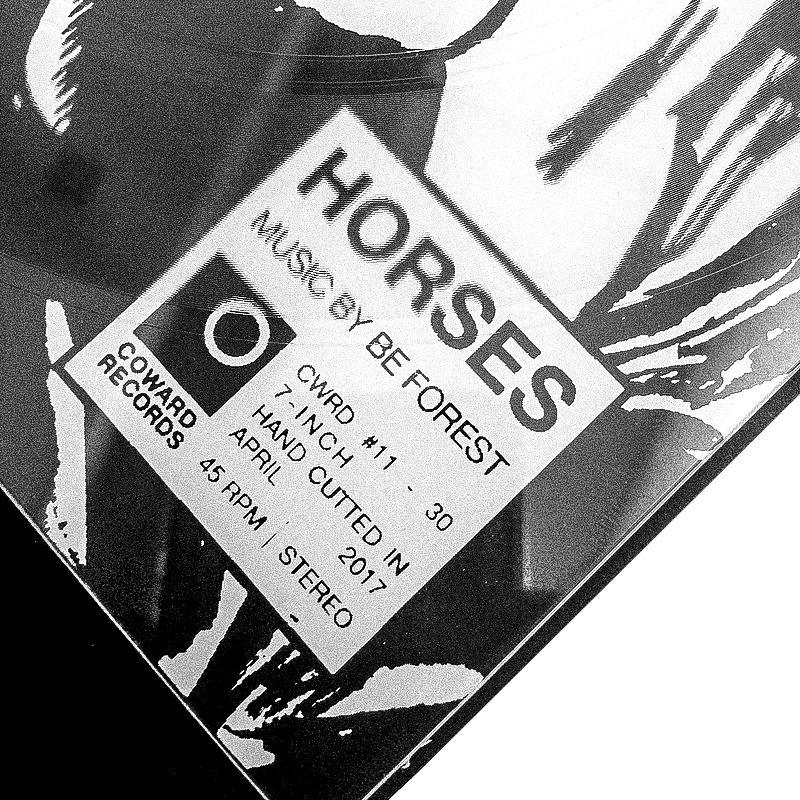 HORSES
MUSIC BY BE FOREST
COWARD
RECORDS
CWRD #11 - 30
7-INCH
HAND CUTTED IN
APRIL 2017
45 RPM | STEREO